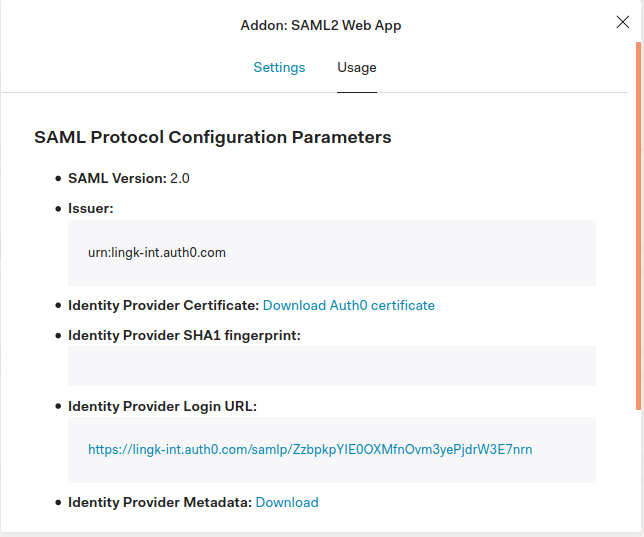 Addon: SAML2 Web App
Settings
Usage
SAML Protocol Configuration Parameters
SAML Version: 2.0
Issuer:
urn:lingk-int.auth0.com
Identity Provider Certificate: Download Auth0 certificate
Identity Provider SHA1 fingerprint:
Identity Provider Login URL:
https://lingk-int.auth0.com/samlp/ZzbpkpYIE0OXMfnOvm3yePjdrW3E7nrn
Identity Provider Metadata: Download